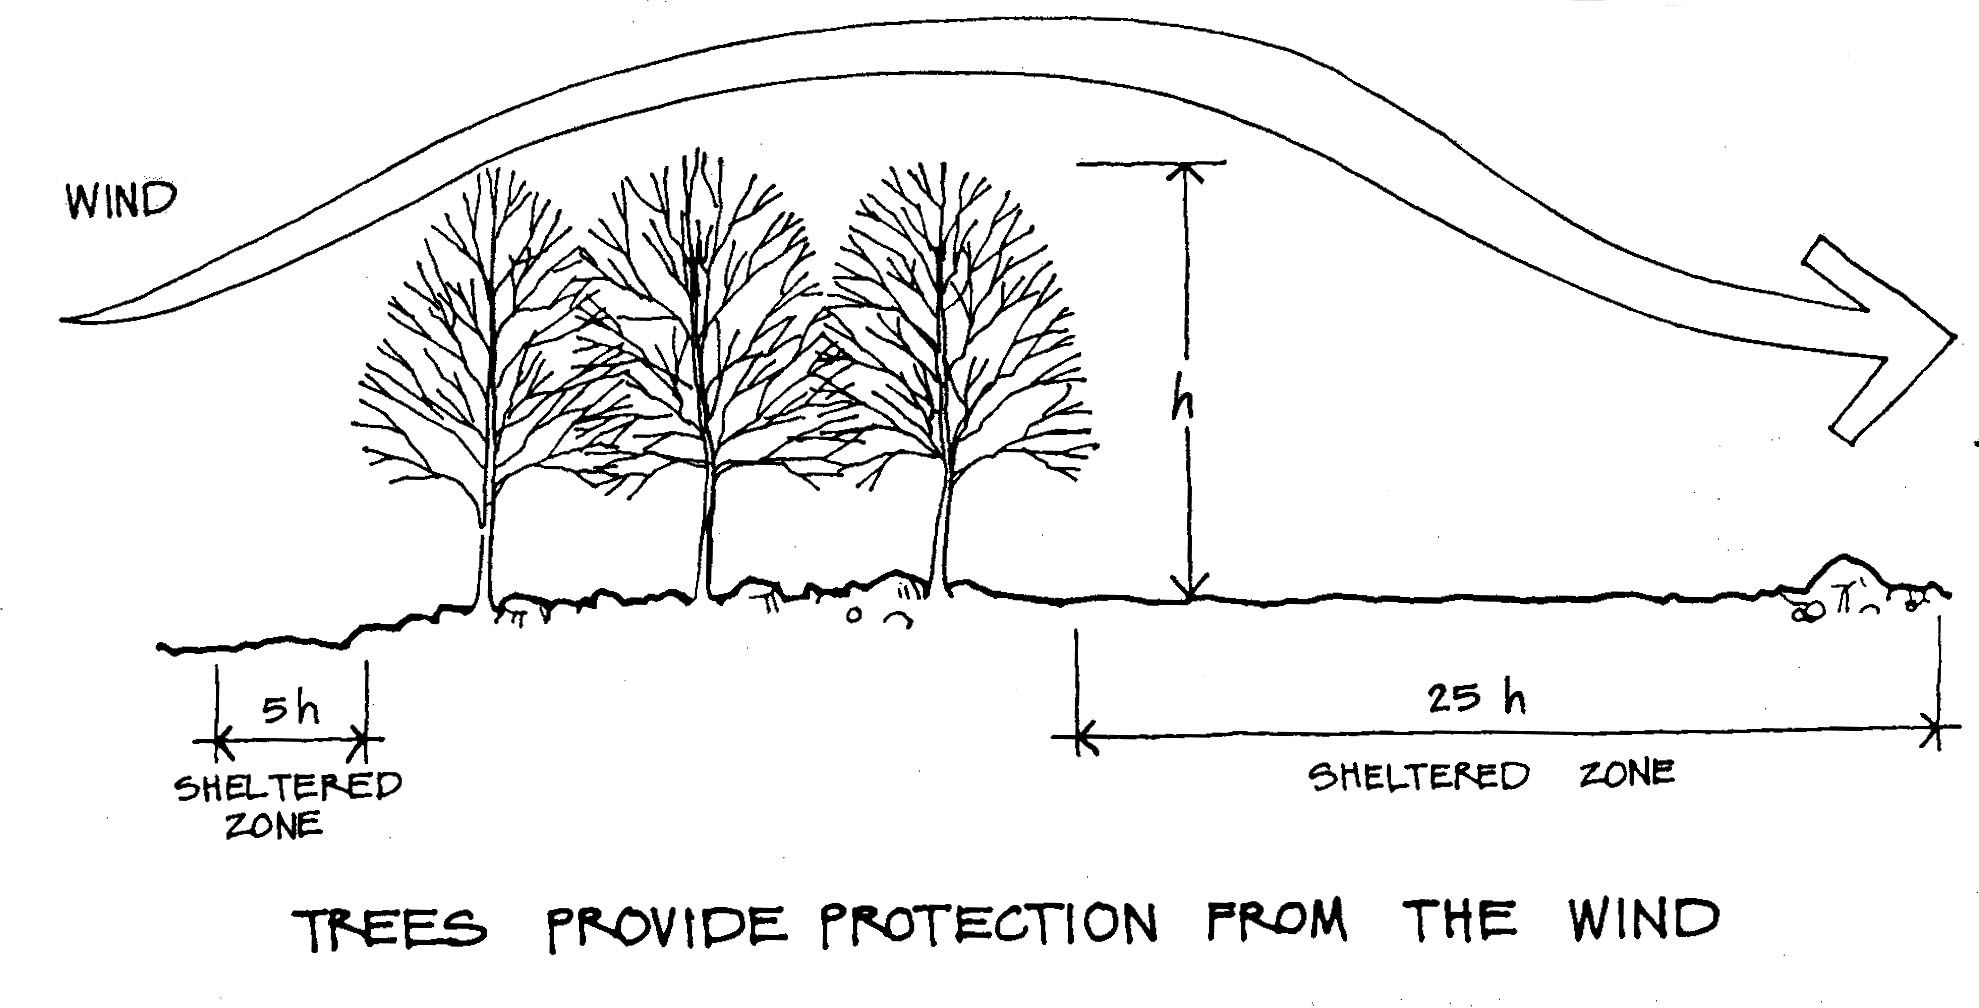 WIND
h
5h
25 h
SHELTERED
ZONE
SHELTERED ZONE
TREES PROVIDE PROTECTION FROM THE WIND